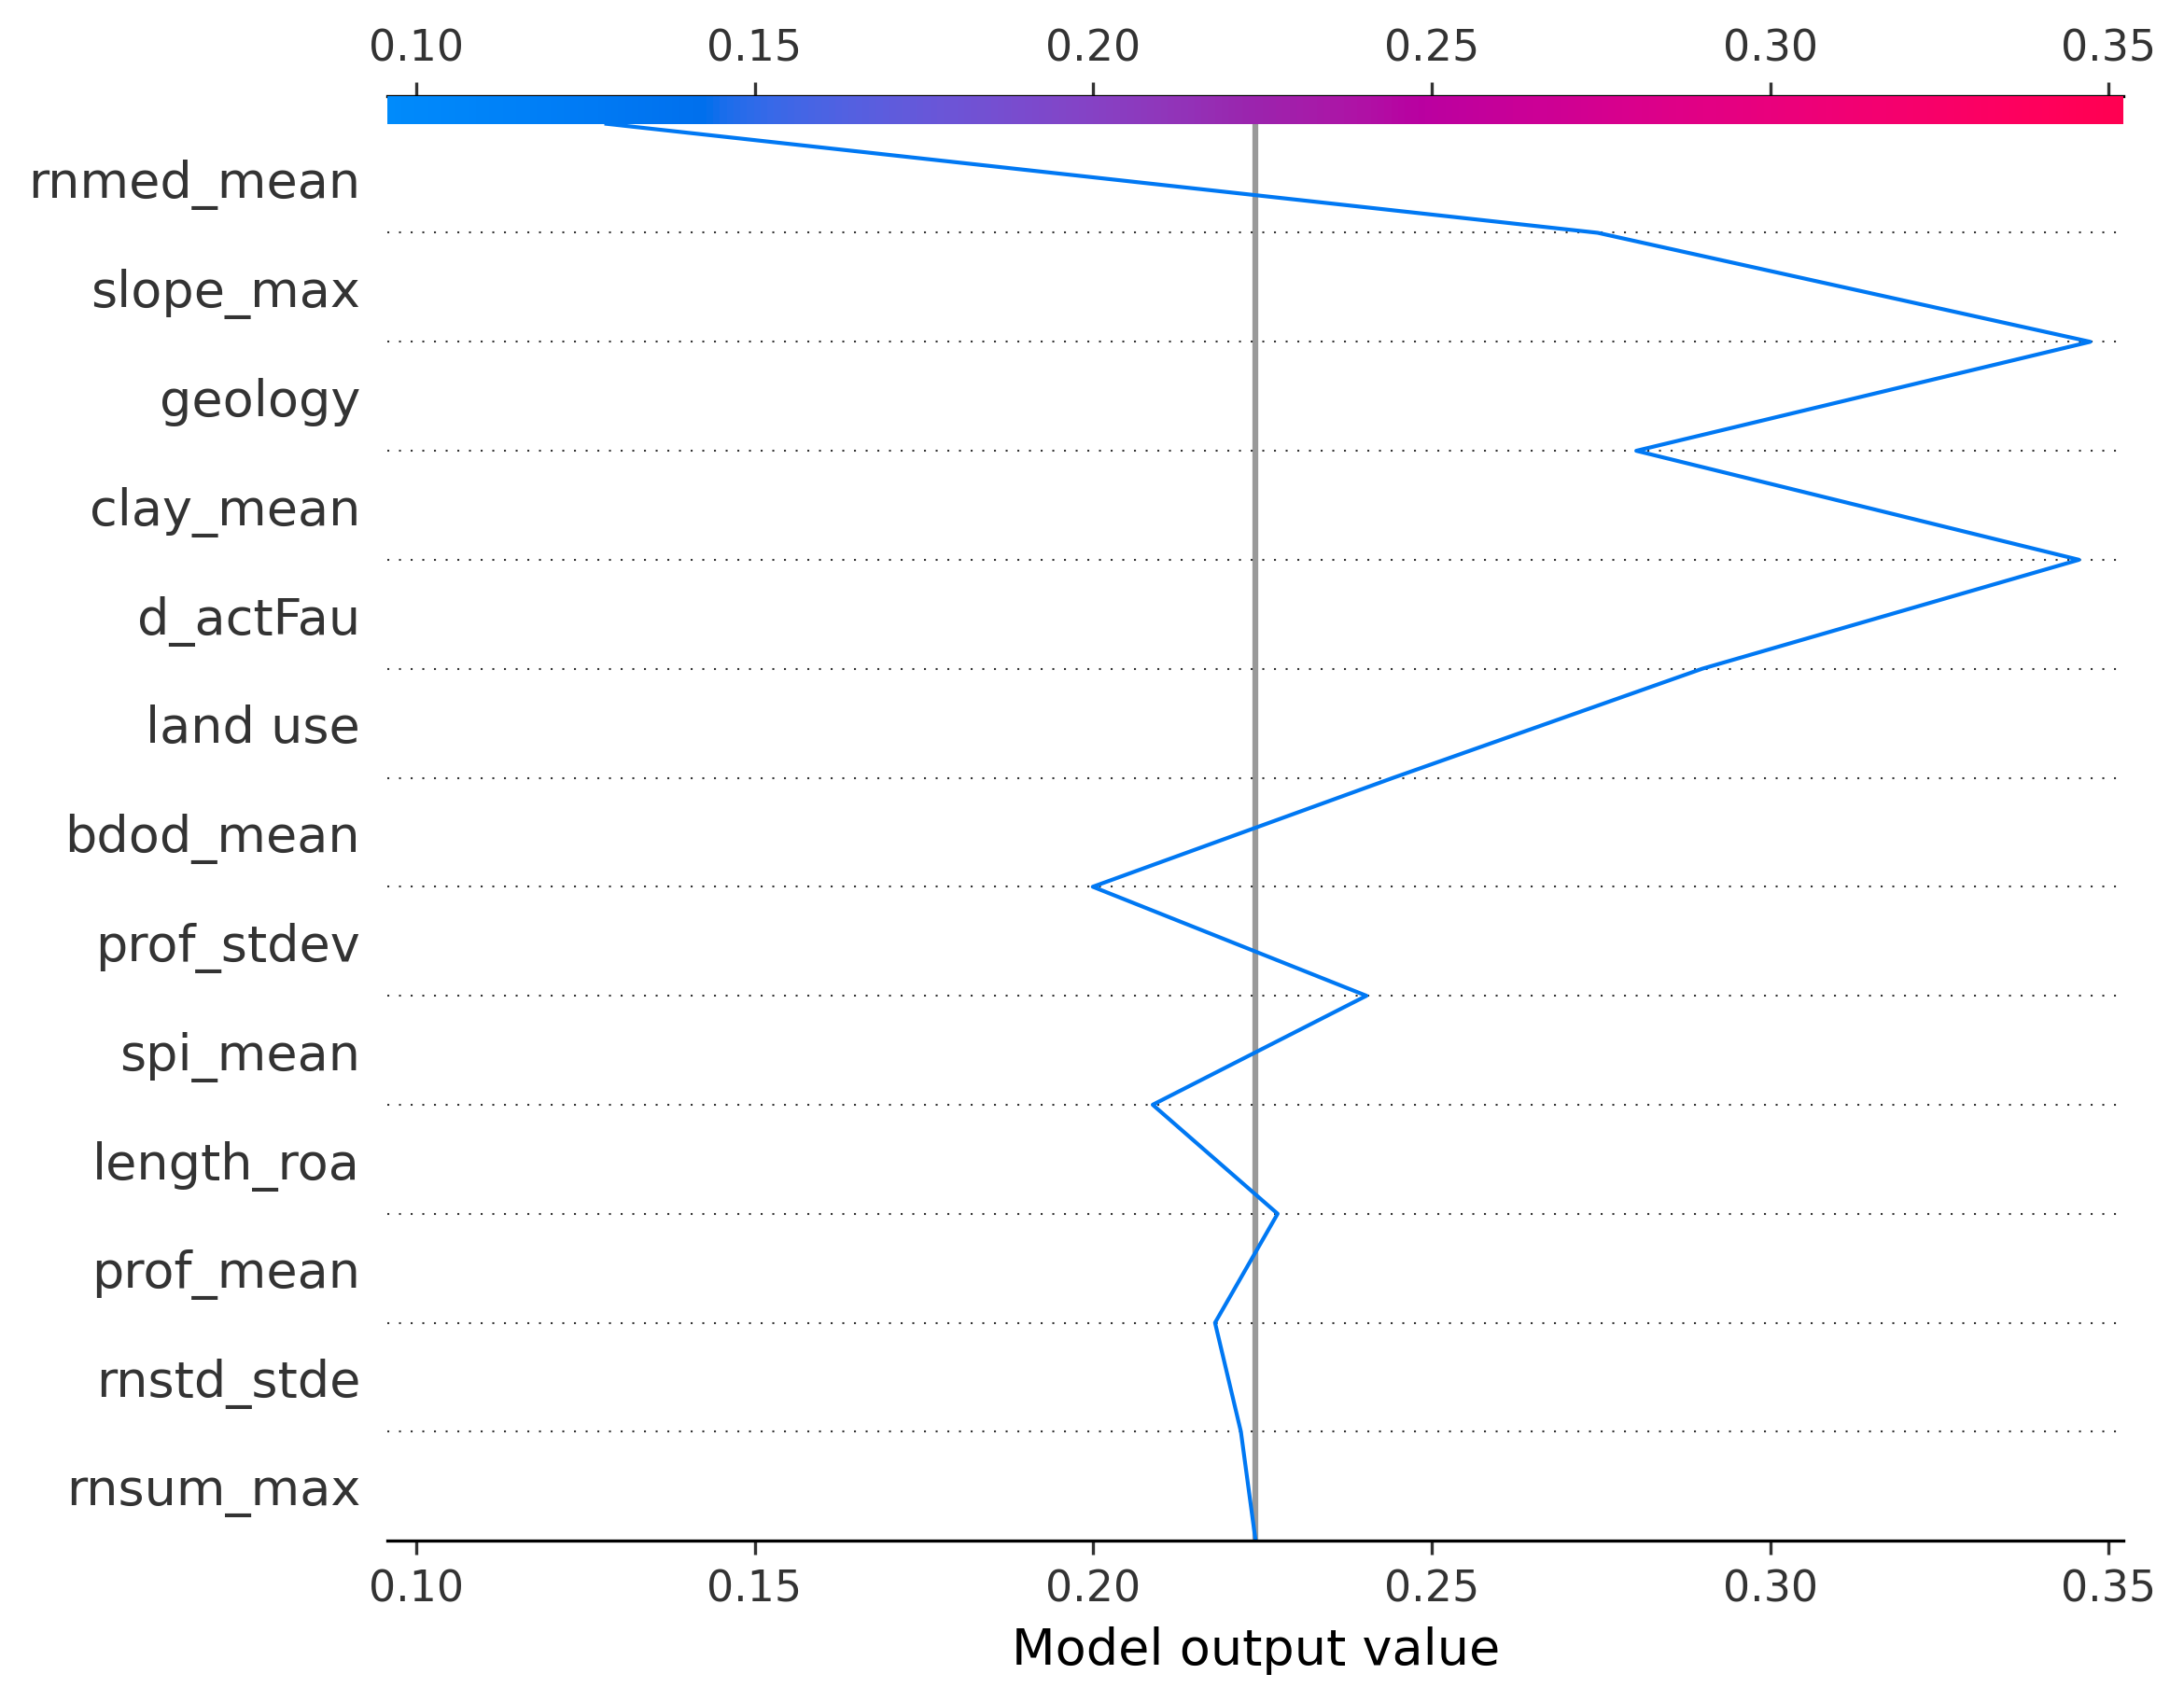 0.10 0.15 0.20 0.25 0.30 0.35
rnmed_mean
slope_max
geology
clay_mean
d_actFau
land use
bdod_mean
prof_stdev
spi_mean
length_roa
prof_mean
rnstd_stde
rnsum_max
0.10 0.15 0.20 0.25 0.30 0.35
Model output value